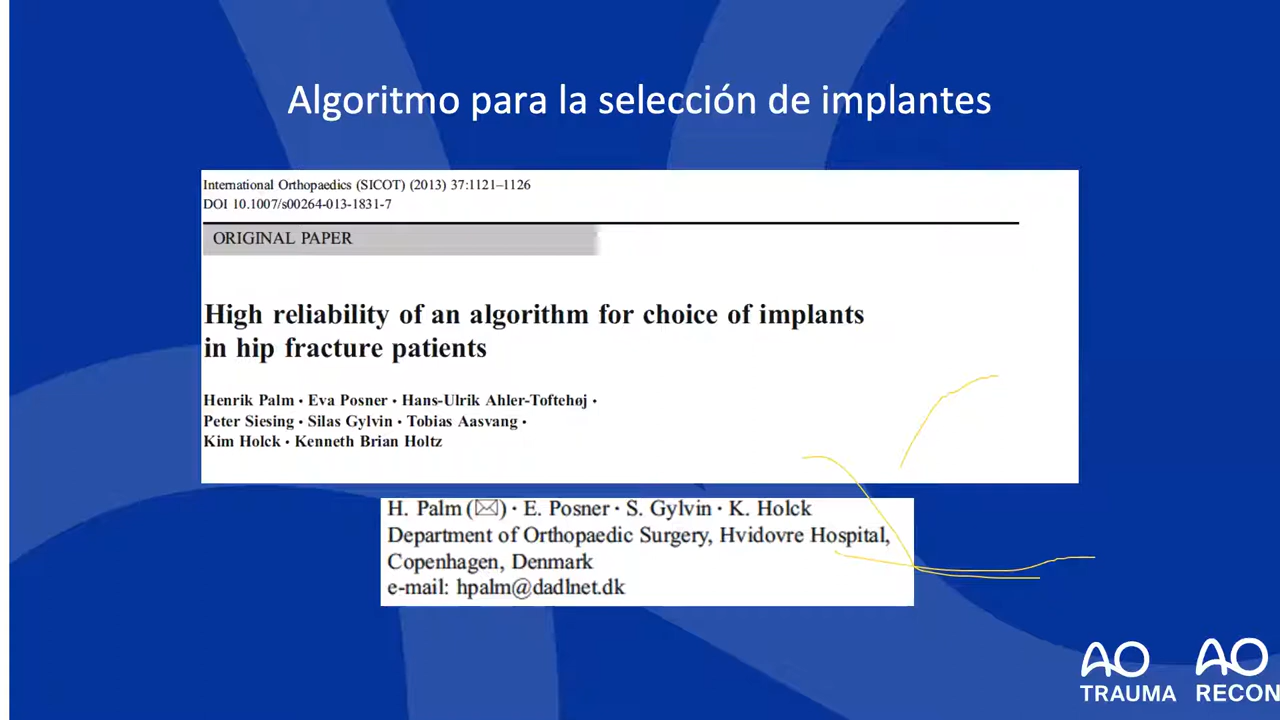 Algoritmo para la selección de implantes
International Orthopaedics (SICOT) (2013) 37:1121–1126
DOI 10.1007/s00264-013-1831-7
ORIGINAL PAPER
High reliability of an algorithm for choice of implants
in hip fracture patients
Henrik Palm · Eva Posner · Hans-Ulrik Ahler-Toftehøj ·
Peter Siesing · Silas Gylvin · Tobias Aasvang ·
Kim Holck · Kenneth Brian Holtz
H. Palm (✉) · E. Posner · S. Gylvin · K. Holck
Department of Orthopaedic Surgery, Hvidovre Hospital,
Copenhagen, Denmark
e-mail: hpalm@dadlnet.dk
AO AO
TRAUMA RECON